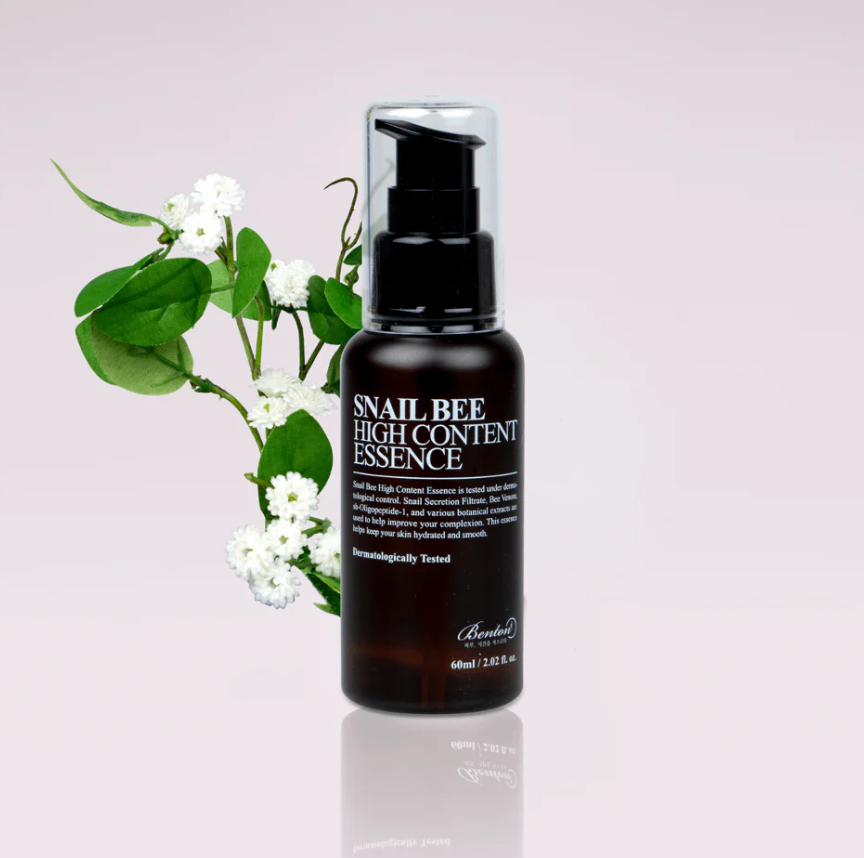 SNAIL BEE
HIGH CONTENT
ESSENCE
Snail Bee High Content Essence is tested under derma-
tological control. Snail Secretion Filtrate, Bee Venom,
sh-Oligopeptide-1, and various botanical extracts are
used to help improve your complexion. This essence
helps keep your skin hydrated and smooth.
Dermatologically Tested
Benton
60ml / 2.02 fl. oz.